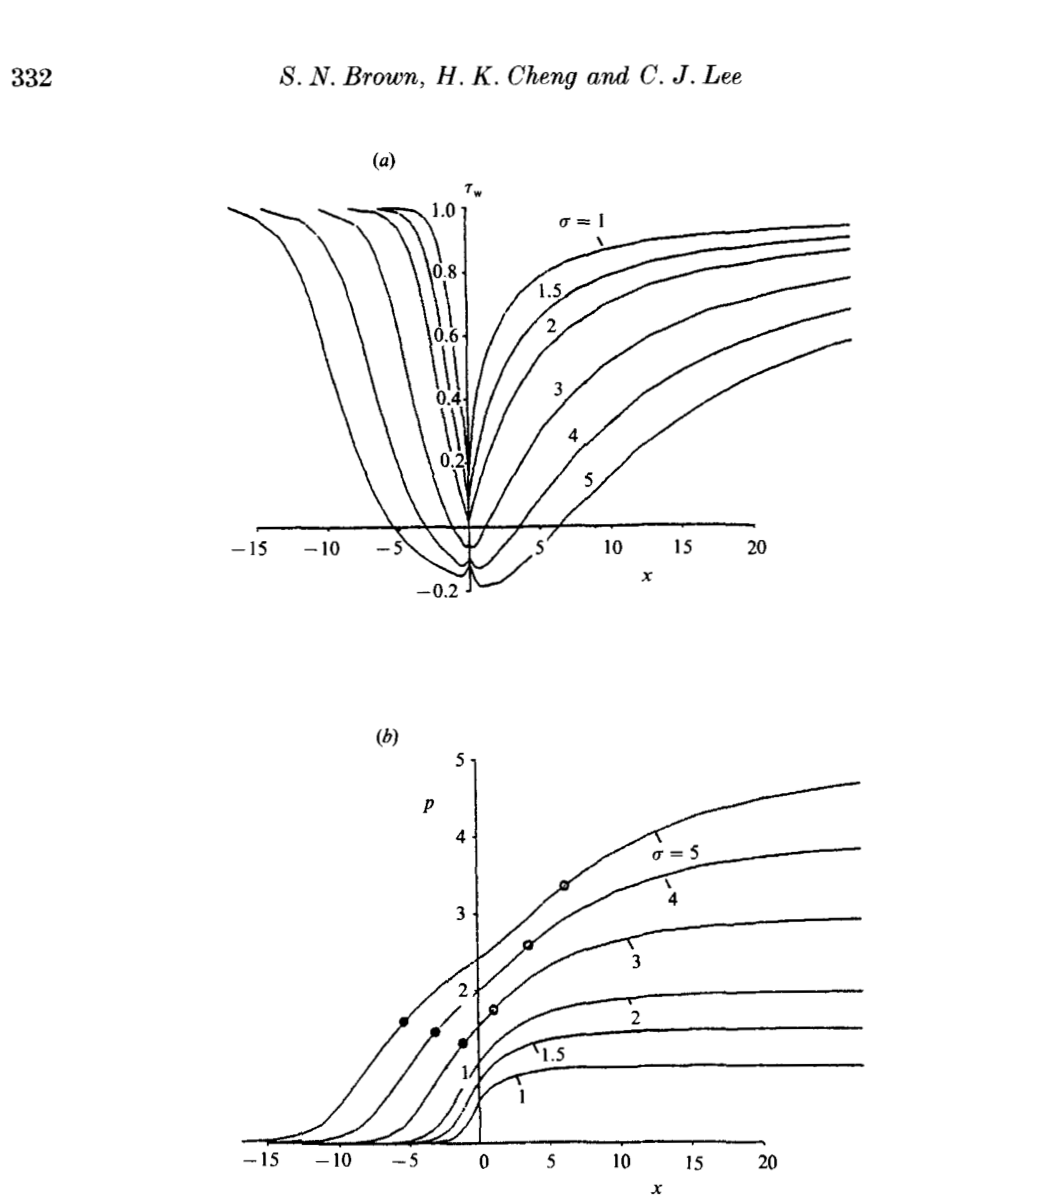 332 S. N. Brown, H. K. Cheng and C. J. Lee
(a)
τw
1.0
σ = 1
0.8
1.5
2
0.6
0.4
3
4
0.2
5
−15 −10 −5 5 10 15 20
x
−0.2
(b)
5
p
4
σ = 5
4
3
3
2
2
1.5
1
1
−15 −10 −5 0 5 10 15 20
x